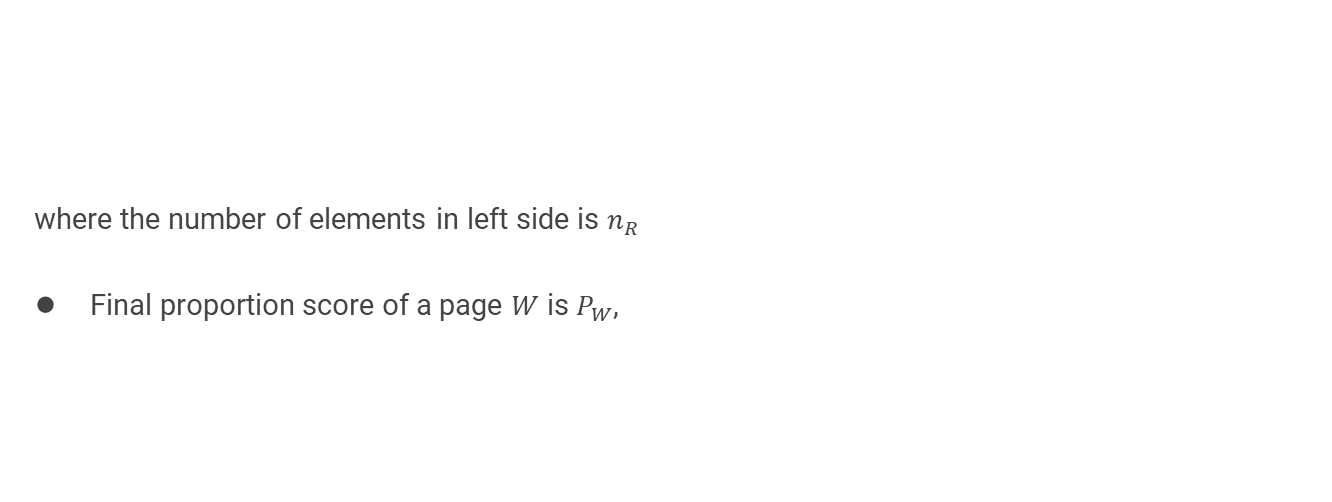 where the number of elements in left side is n_R
● Final proportion score of a page W is P_W,